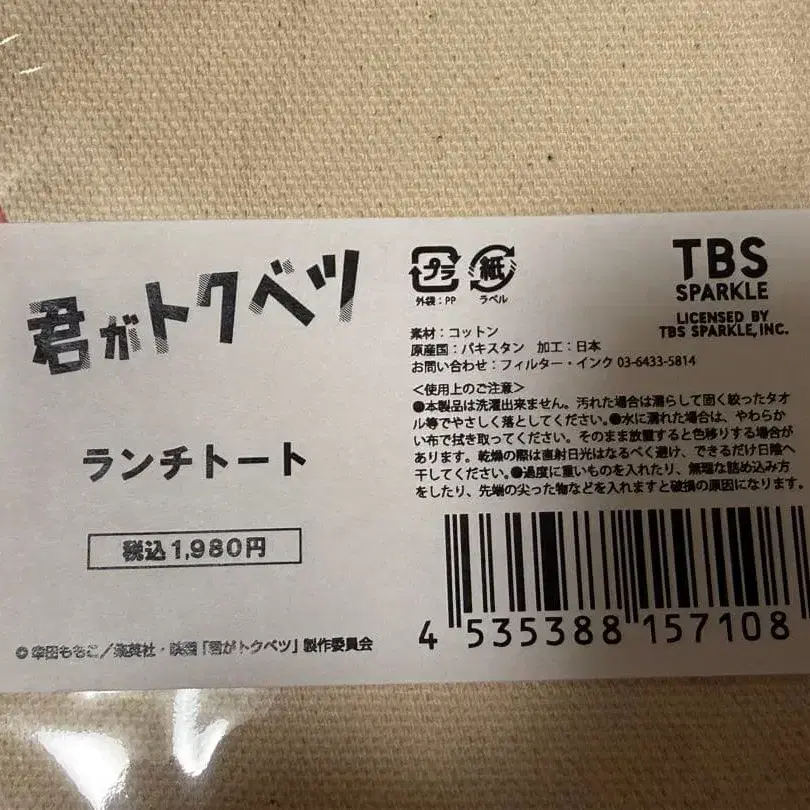 君がトクベツ
ランチトート
税込1,980円
©幸田もも子/集英社・映画「君がトクベツ」製作委員会
プラ
紙
外装:PP
ラベル
TBS
SPARKLE
LICENSED BY
TBS SPARKLE, INC.
素材:コットン
原産国:パキスタン 加工:日本
お問い合わせ:フィルター・インク 03-6433-5814
<使用上のご注意>
●本製品は洗濯出来ません。汚れた場合は濡らして固く絞ったタオ
ル等でやさしく落としてください。●水に濡れた場合は、やわらか
い布で拭き取ってください。そのまま放置すると色移りする場合が
あります。乾燥の際は直射日光はなるべく避け、できるだけ日陰へ
干してください。●過度に重いものを入れたり、無理な詰め込み方
をしたり、先端の尖った物などを入れますと破損の原因になります。
4 535388 157108